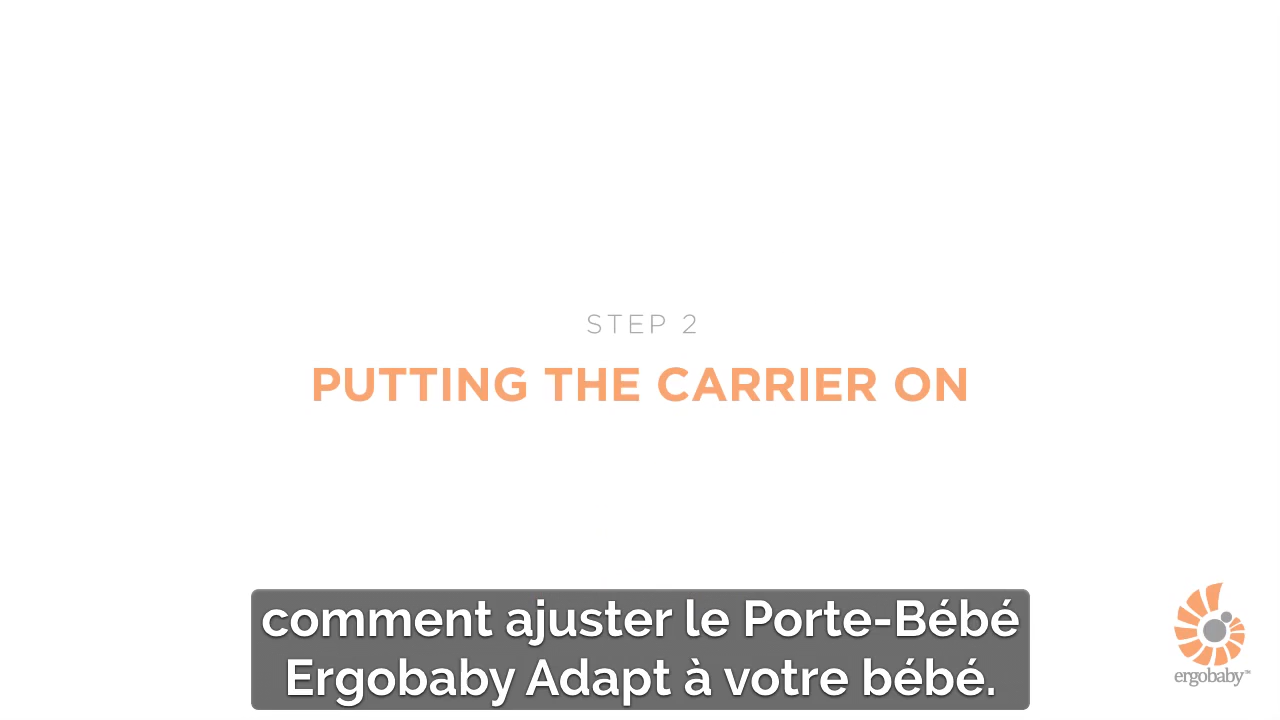 STEP 2
PUTTING THE CARRIER ON
comment ajuster le Porte-Bébé
Ergobaby Adapt à votre bébé.
ergobaby™